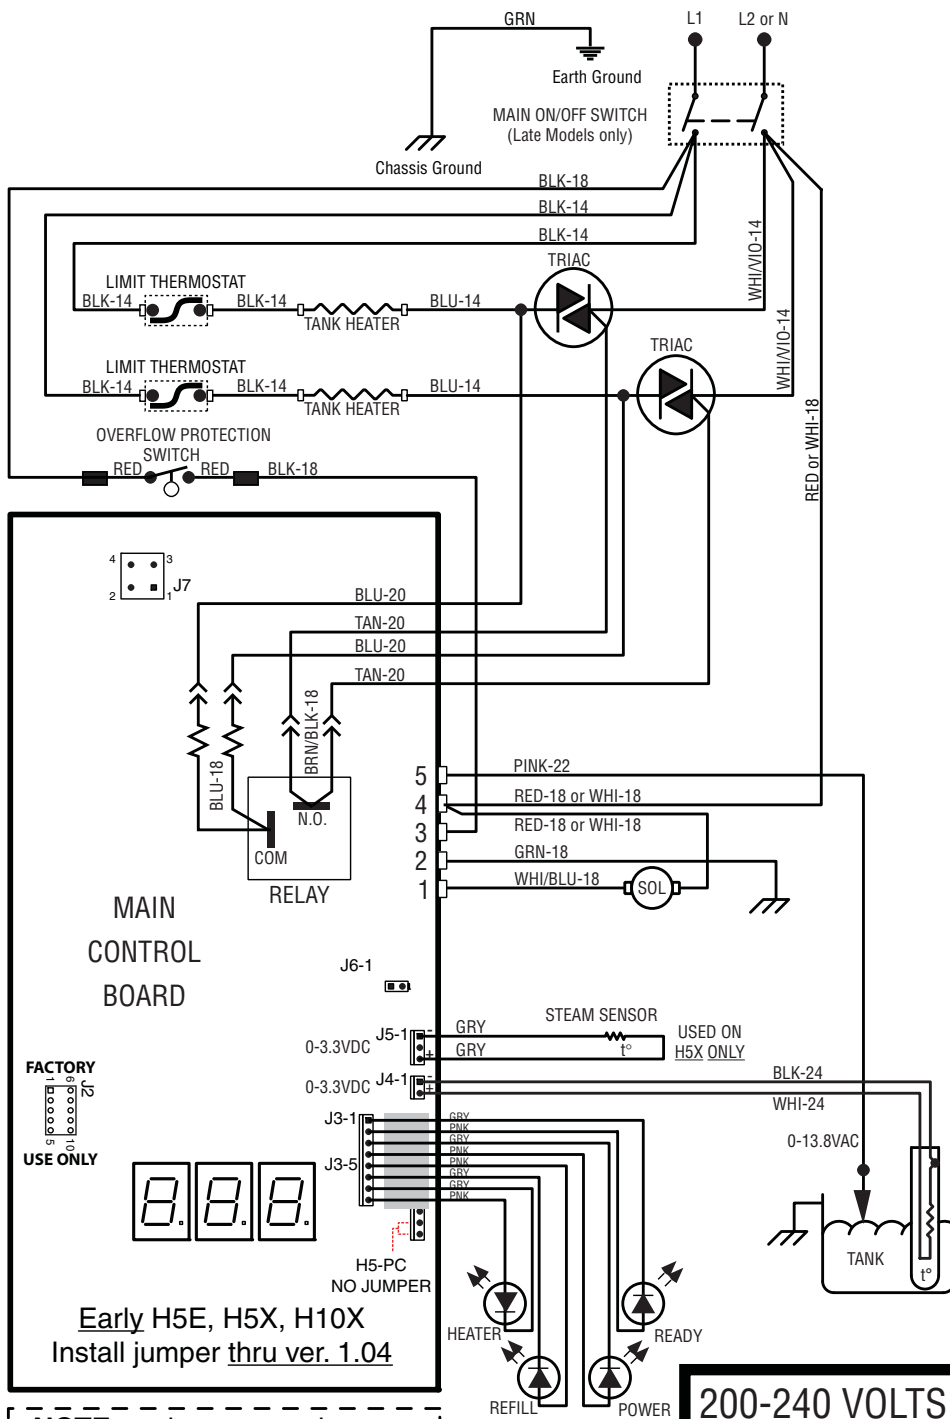 GRN
L1
L2 or N
Earth Ground
MAIN ON/OFF SWITCH
(Late Models only)
Chassis Ground
BLK-18
BLK-14
BLK-14
WHI/VIO-14
TRIAC
LIMIT THERMOSTAT
BLK-14
BLK-14
TANK HEATER
BLU-14
WHI/VIO-14
TRIAC
LIMIT THERMOSTAT
BLK-14
BLK-14
TANK HEATER
BLU-14
RED or WHI-18
OVERFLOW PROTECTION
SWITCH
RED
RED
BLK-18
4
3
2
1
J7
BLU-20
TAN-20
BLU-20
TAN-20
BLU-18
BRN/BLK-18
N.O.
COM
RELAY
5
PINK-22
4
RED-18 or WHI-18
3
RED-18 or WHI-18
2
GRN-18
1
WHI/BLU-18
SOL
MAIN
CONTROL
BOARD
J6-1
J5-1
-
+
0-3.3VDC
GRY
GRY
STEAM SENSOR
t°
USED ON
H5X ONLY
J4-1
-
+
0-3.3VDC
BLK-24
WHI-24
FACTORY
1
6
J2
5
10
USE ONLY
J3-1
J3-5
GRY
PNK
GRY
PNK
PNK
GRY
GRY
PNK
0-13.8VAC
TANK
t°
8.8.8.
H5-PC
NO JUMPER
Early H5E, H5X, H10X
Install jumper thru ver. 1.04
HEATER
READY
REFILL
POWER
200-240 VOLTS